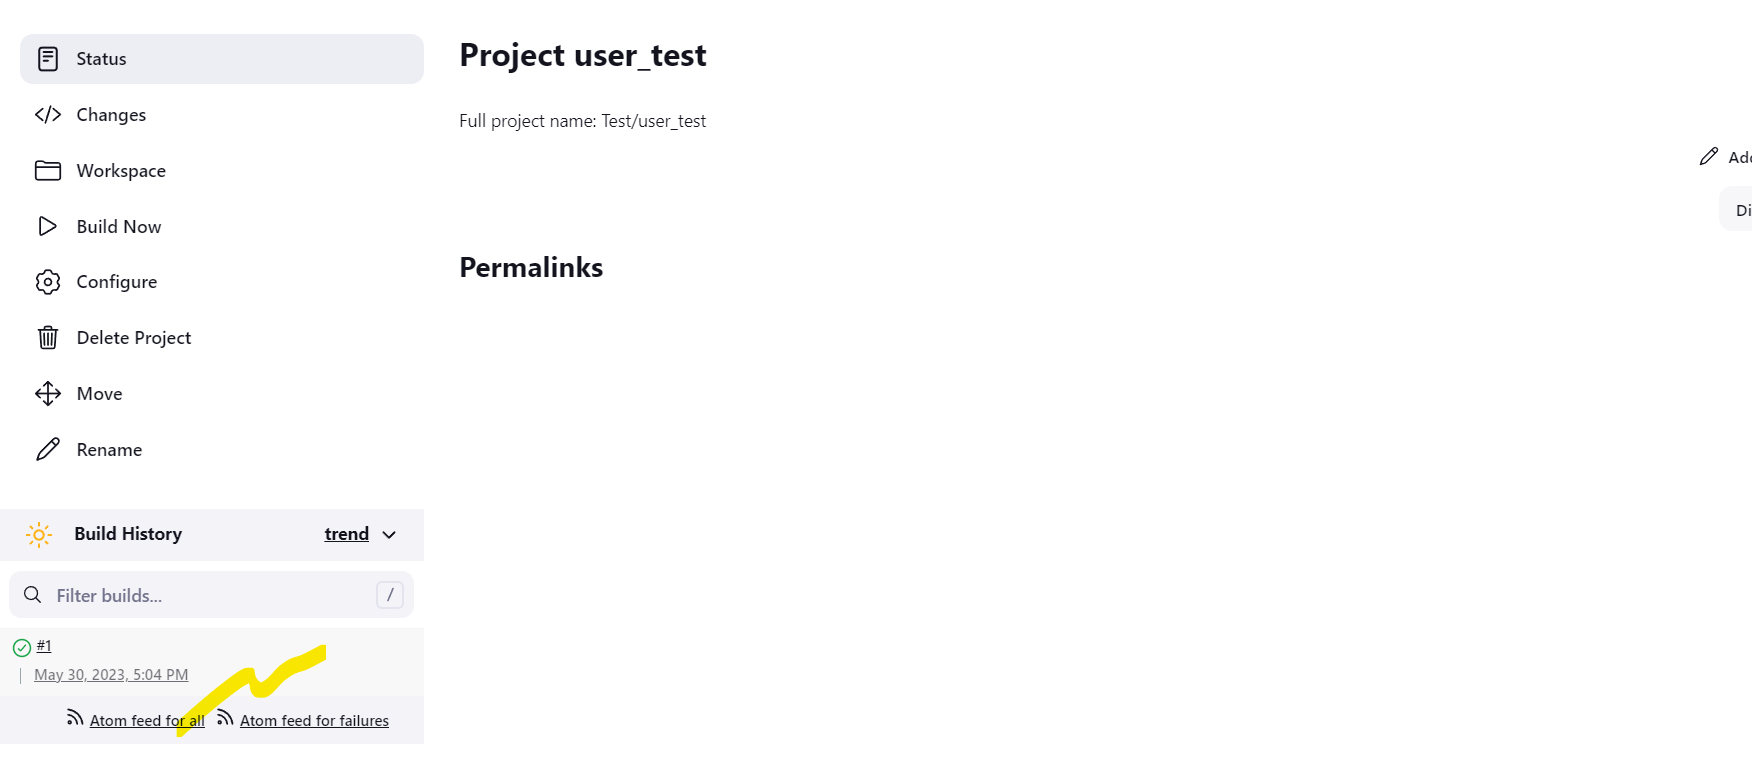 Status
Changes
Workspace
Build Now
Configure
Delete Project
Move
Rename
Build History trend
Filter builds... /
#1
May 30, 2023, 5:04 PM
Atom feed for all Atom feed for failures
Project user_test
Full project name: Test/user_test
Permalinks